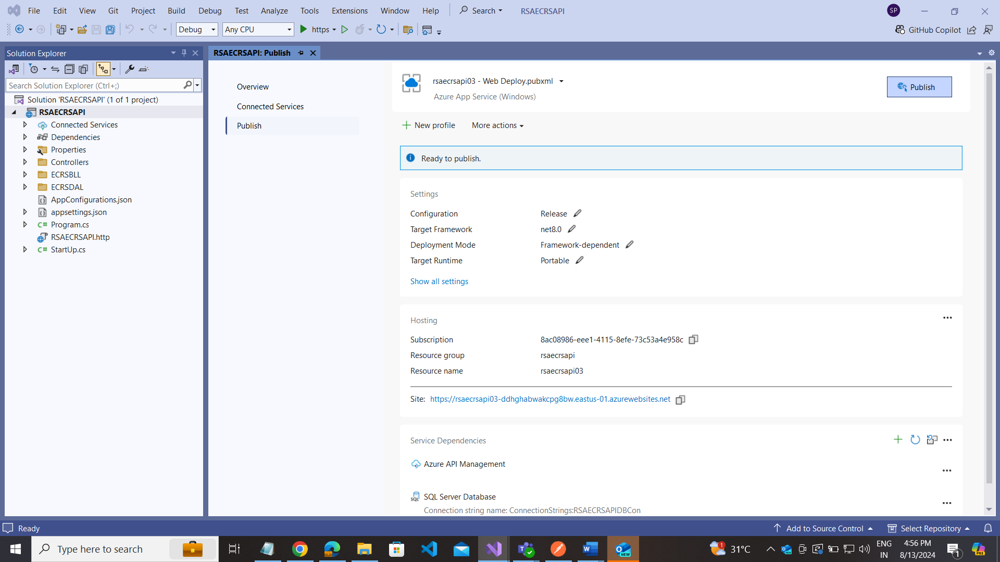 File Edit View Git Project Build Debug Test Analyze Tools Extensions Window Help Search RSAECRSAPI SP
Debug Any CPU https GitHub Copilot
Solution Explorer
Search Solution Explorer (Ctrl+;)
Solution 'RSAECRSAPI' (1 of 1 project)
RSAECRSAPI
Connected Services
Dependencies
Properties
Controllers
ECRSBLL
ECRSDAL
AppConfigurations.json
appsettings.json
C# Program.cs
RSAECRSAPI.http
C# StartUp.cs
RSAECRSAPI: Publish
Overview
Connected Services
Publish
rsaecrsapi03 - Web Deploy.pubxml
Azure App Service (Windows)
Publish
New profile More actions
Ready to publish.
Settings
Configuration Release
Target Framework net8.0
Deployment Mode Framework-dependent
Target Runtime Portable
Show all settings
Hosting
Subscription 8ac08986-eee1-4115-8efe-73c53a4e958c
Resource group rsaecrsapi
Resource name rsaecrsapi03
Site: https://rsaecrsapi03-ddhghabwakcpg8bw.eastus-01.azurewebsites.net
Service Dependencies
Azure API Management
SQL SQL Server Database
Connection string name: ConnectionStrings:RSAECRSAPIDBCon
Ready Add to Source Control Select Repository
Type here to search NEW 1 31°C ENG IN 4:56 PM 8/13/2024 1 PRE